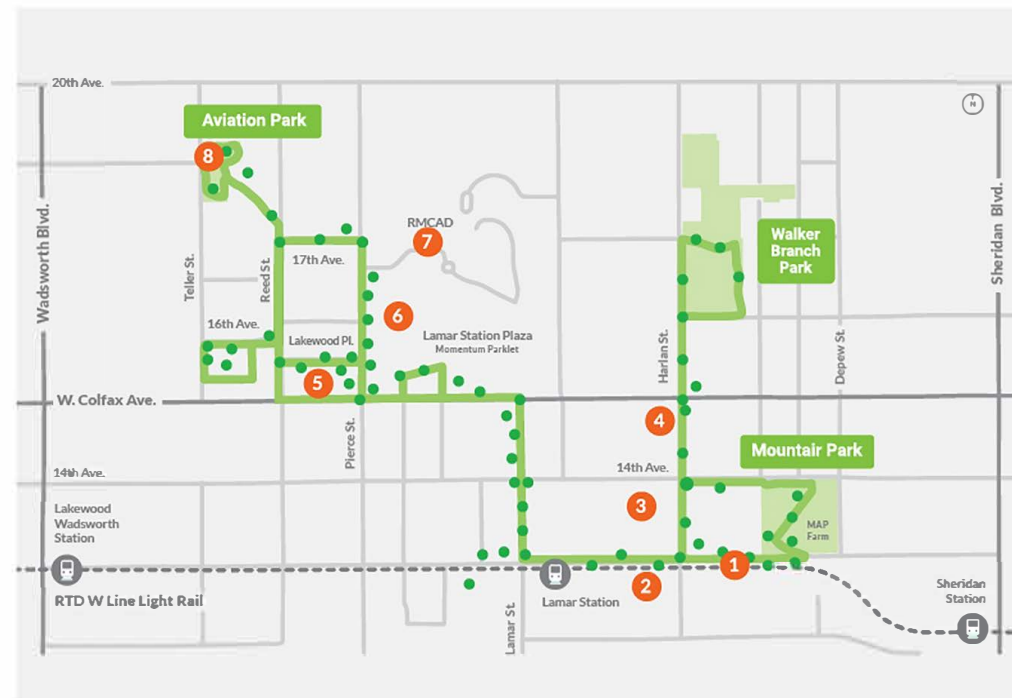 20th Ave.
N
Aviation Park
8
Wadsworth Blvd.
Sheridan Blvd.
RMCAD
7
Walker
Branch
Park
17th Ave.
Teller St.
Reed St.
6
16th Ave.
Lakewood Pl.
Lamar Station Plaza
Momentum Parklet
Harlan St.
Depew St.
5
W. Colfax Ave.
4
Pierce St.
Mountair Park
14th Ave.
14th Ave.
3
Lakewood
Wadsworth
Station
MAP
Farm
1
2
RTD W Line Light Rail
Lamar St.
Lamar Station
Sheridan
Station